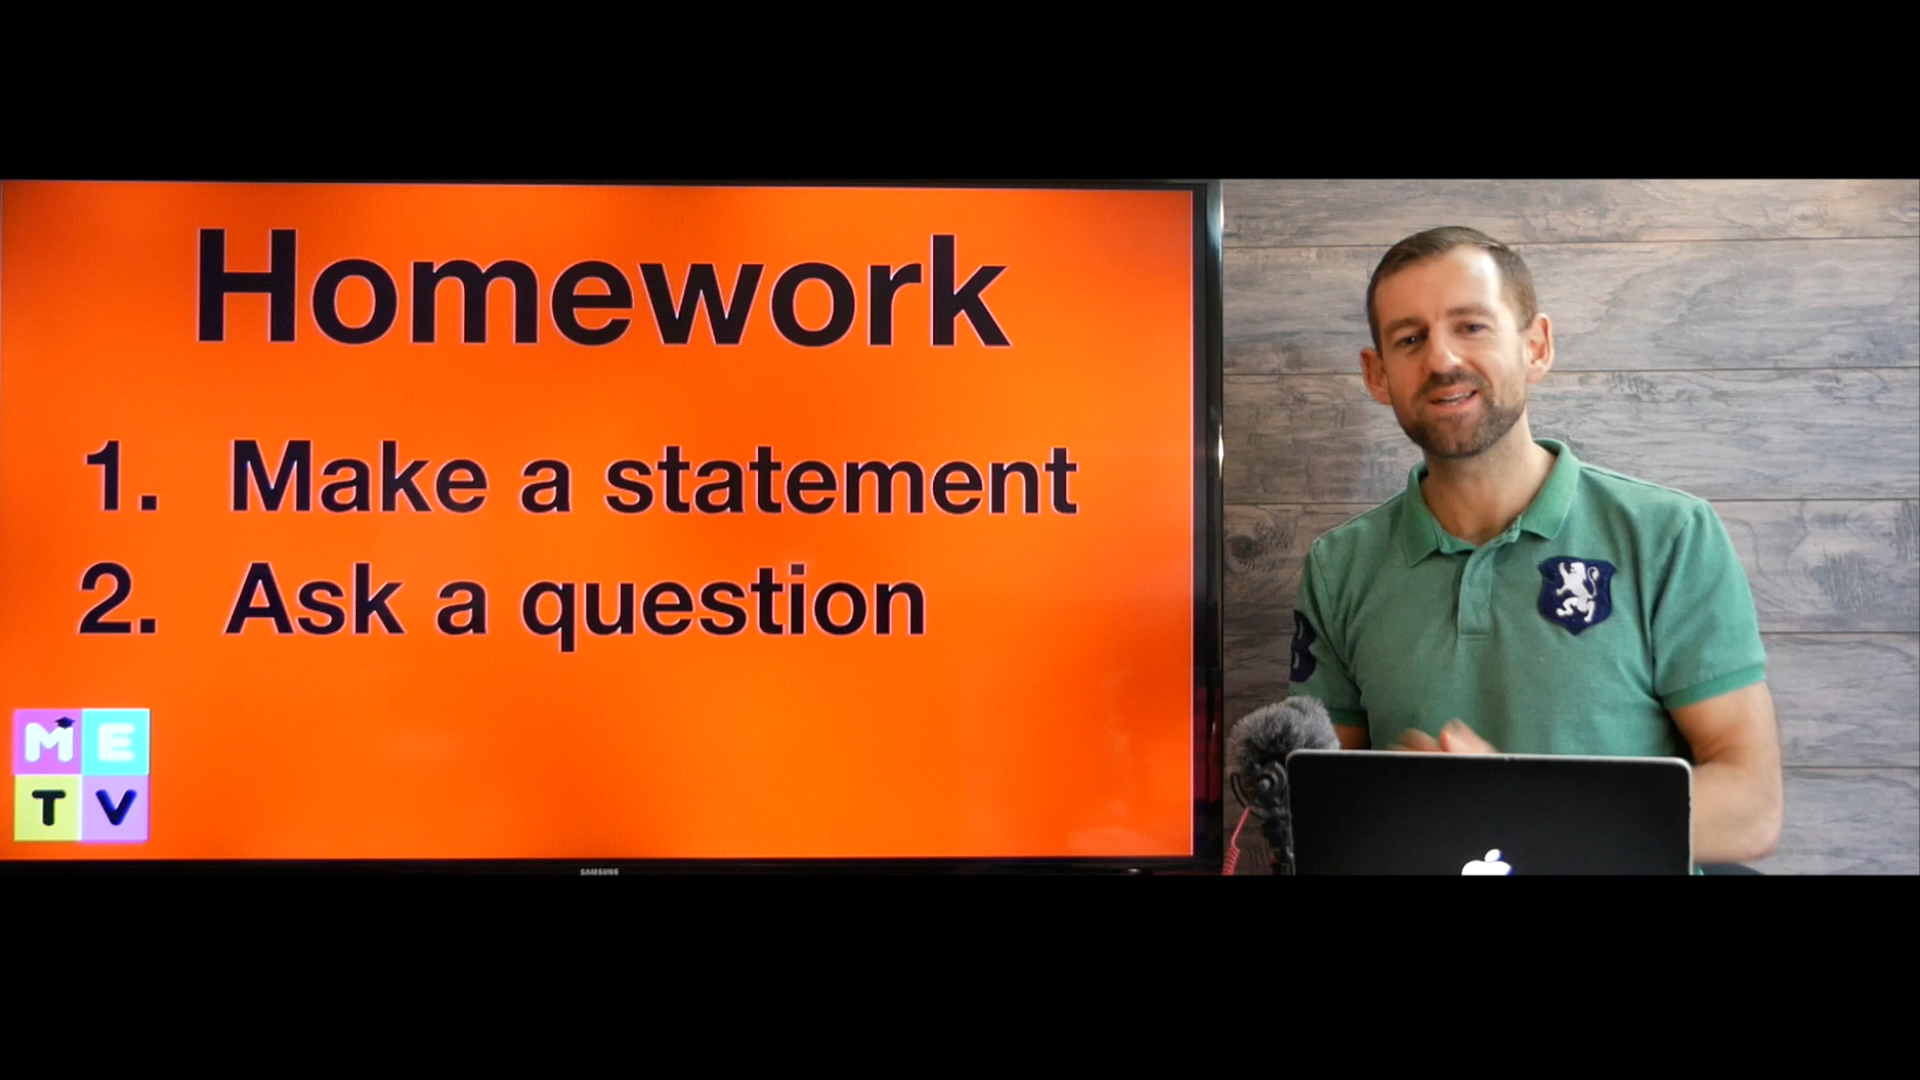 Homework
1. Make a statement
2. Ask a question
M E
T V
SAMSUNG
B